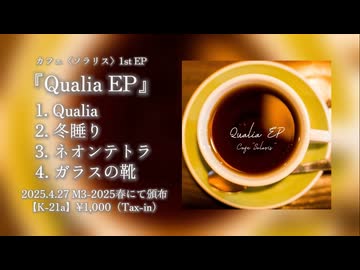 カフェ〈ソラリス〉1st EP
『Qualia EP』
1. Qualia
2. 冬睡り
3. ネオンテトラ
4. ガラスの靴
2025.4.27 M3-2025春にて頒布
【K-21a】¥1,000（Tax-in）
Qualia EP
Cafe "Solaris"